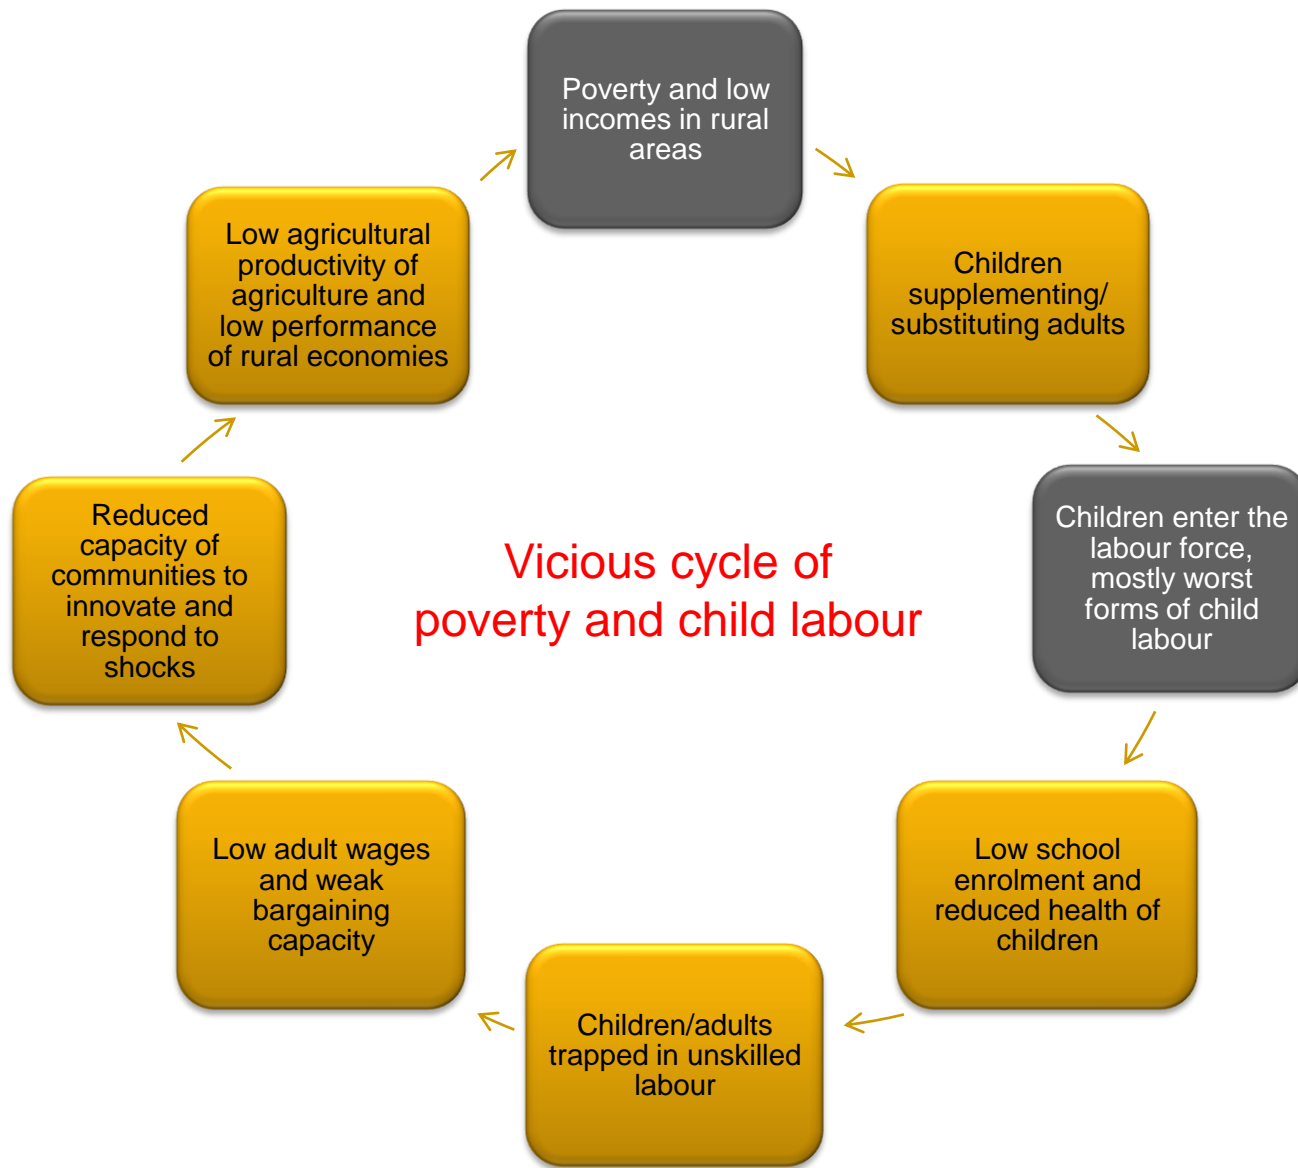 Poverty and low
incomes in rural
areas
Children
supplementing/
substituting adults
Children enter the
labour force,
mostly worst
forms of child
labour
Low school
enrolment and
reduced health of
children
Children/adults
trapped in unskilled
labour
Low adult wages
and weak
bargaining
capacity
Reduced
capacity of
communities to
innovate and
respond to
shocks
Low agricultural
productivity of
agriculture and
low performance
of rural economies
Vicious cycle of
poverty and child labour